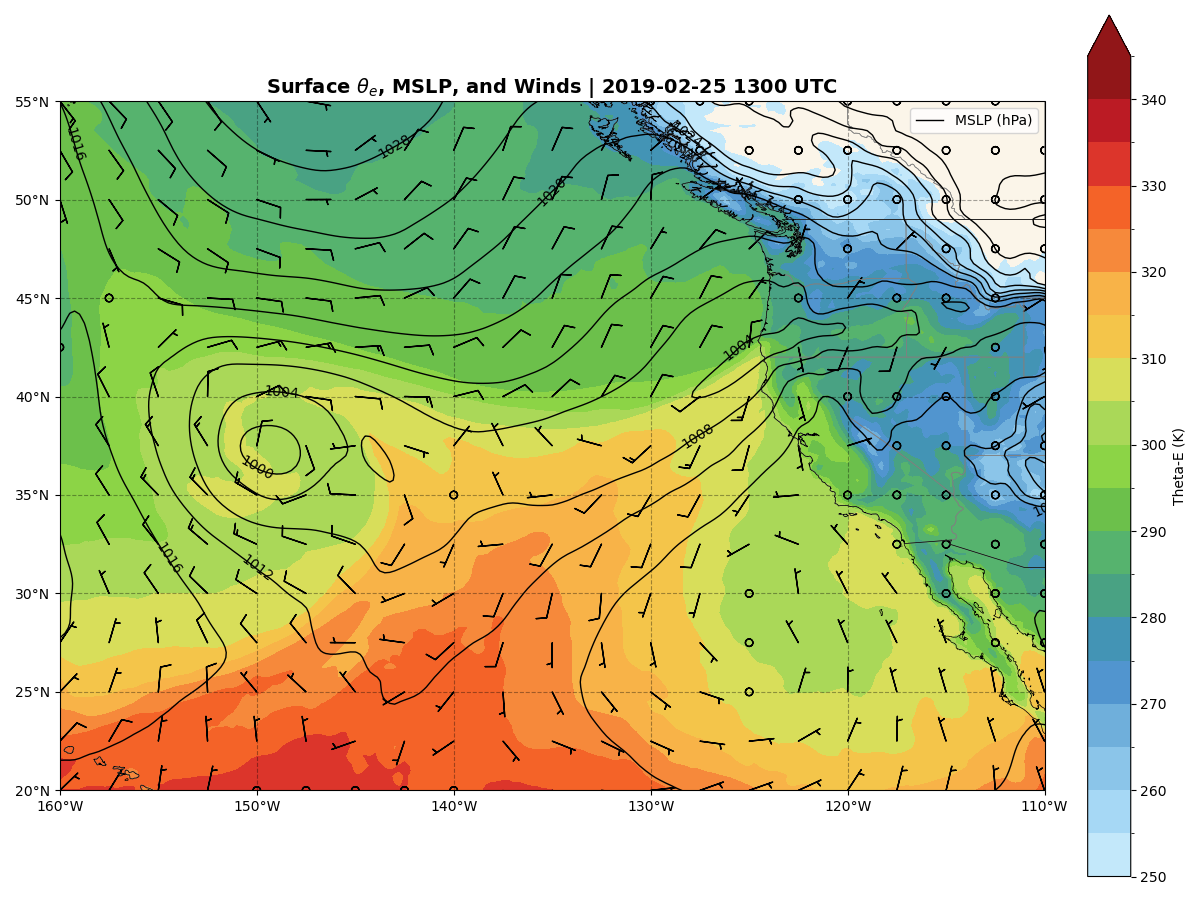 Surface θe, MSLP, and Winds | 2019-02-25 1300 UTC
MSLP (hPa)
55°N
50°N
45°N
40°N
35°N
30°N
25°N
20°N
160°W
150°W
140°W
130°W
120°W
110°W
1016
1028
1020
1004
1004
1008
1000
1016
1012
340
330
320
310
300
290
280
270
260
250
Theta-E (K)